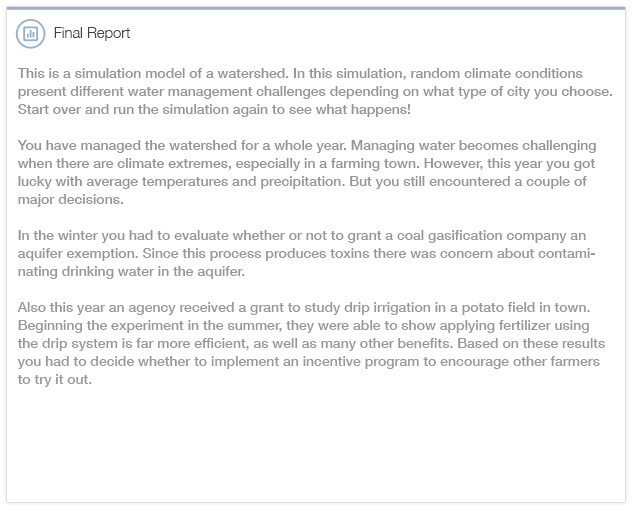 Final Report
This is a simulation model of a watershed. In this simulation, random climate conditions
present different water management challenges depending on what type of city you choose.
Start over and run the simulation again to see what happens!
You have managed the watershed for a whole year. Managing water becomes challenging
when there are climate extremes, especially in a farming town. However, this year you got
lucky with average temperatures and precipitation. But you still encountered a couple of
major decisions.
In the winter you had to evaluate whether or not to grant a coal gasification company an
aquifer exemption. Since this process produces toxins there was concern about contami-
nating drinking water in the aquifer.
Also this year an agency received a grant to study drip irrigation in a potato field in town.
Beginning the experiment in the summer, they were able to show applying fertilizer using
the drip system is far more efficient, as well as many other benefits. Based on these results
you had to decide whether to implement an incentive program to encourage other farmers
to try it out.